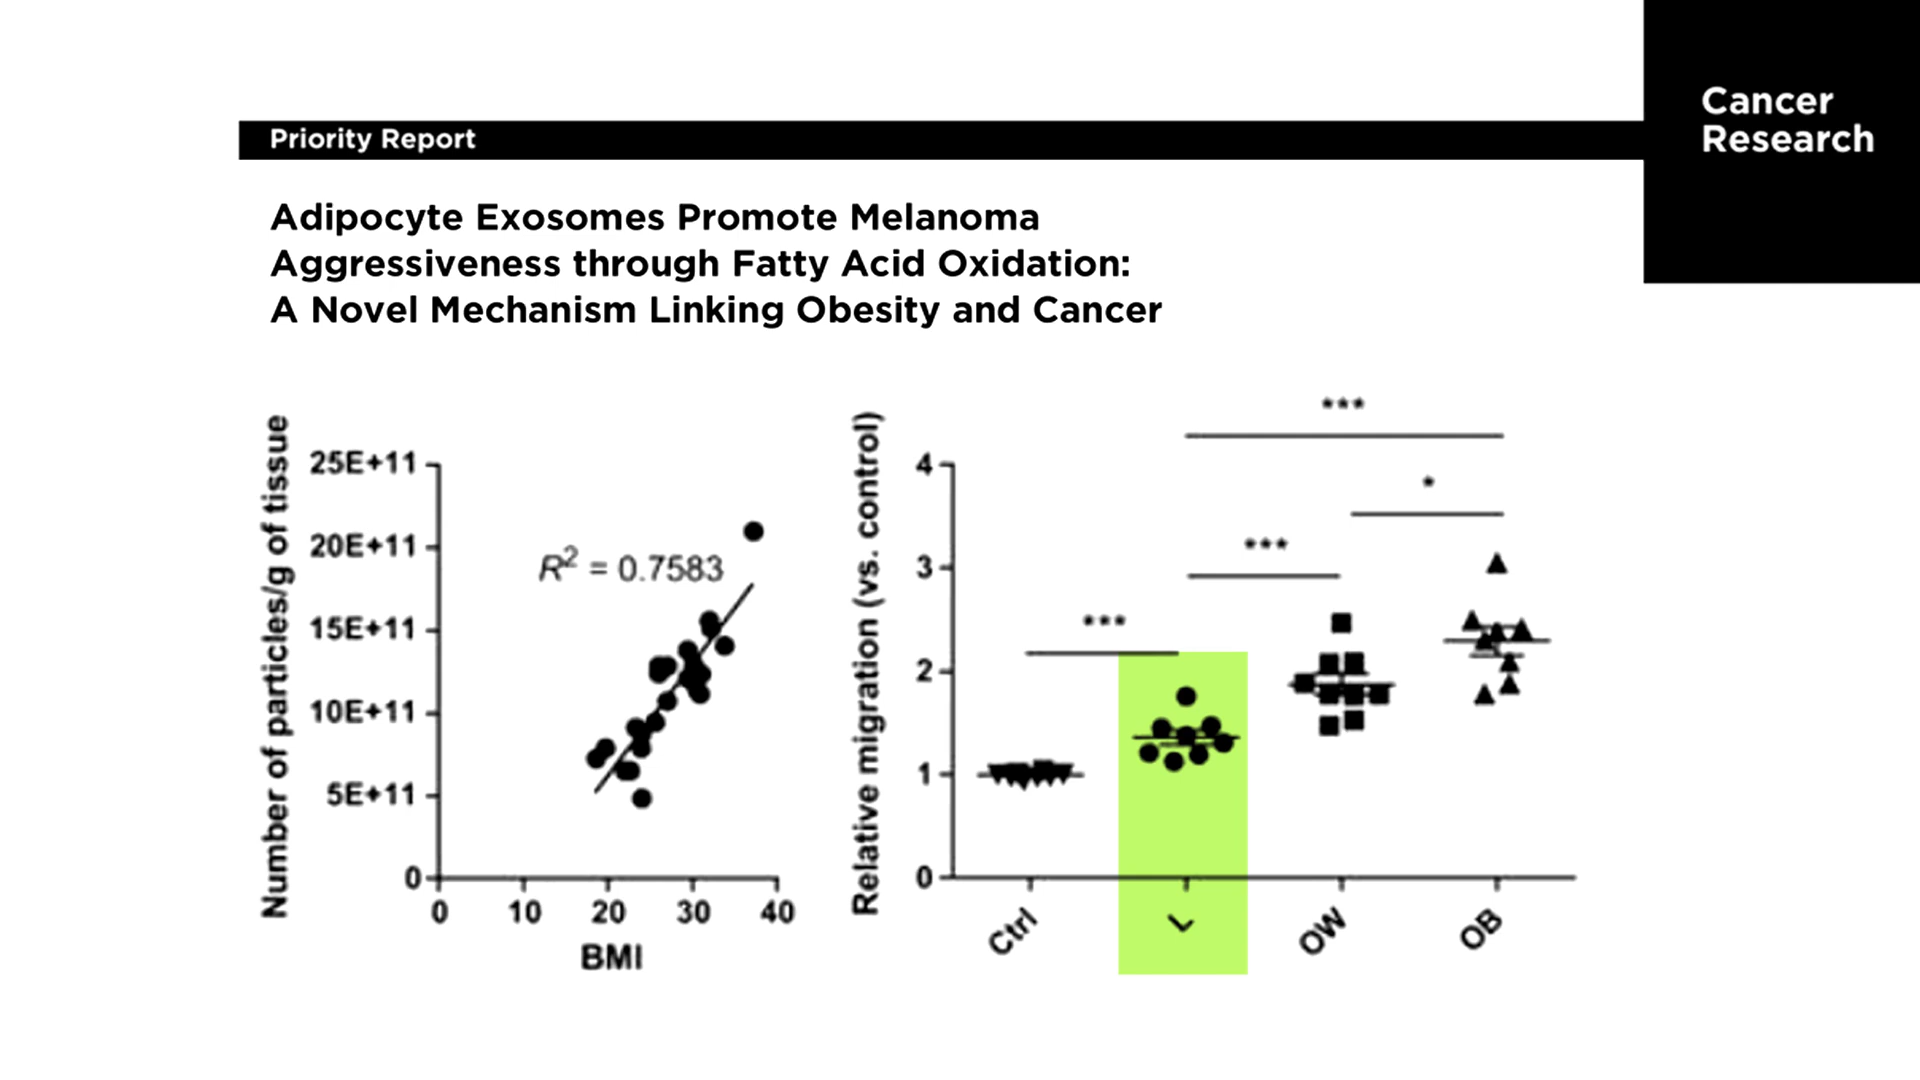 Cancer
Research
Priority Report
Adipocyte Exosomes Promote Melanoma
Aggressiveness through Fatty Acid Oxidation:
A Novel Mechanism Linking Obesity and Cancer
Number of particles/g of tissue
25E+11
20E+11
15E+11
10E+11
5E+11
0
R² = 0.7583
0 10 20 30 40
BMI
Relative migration (vs. control)
4
3
2
1
0
***
*
***
***
Ctrl L OW OB